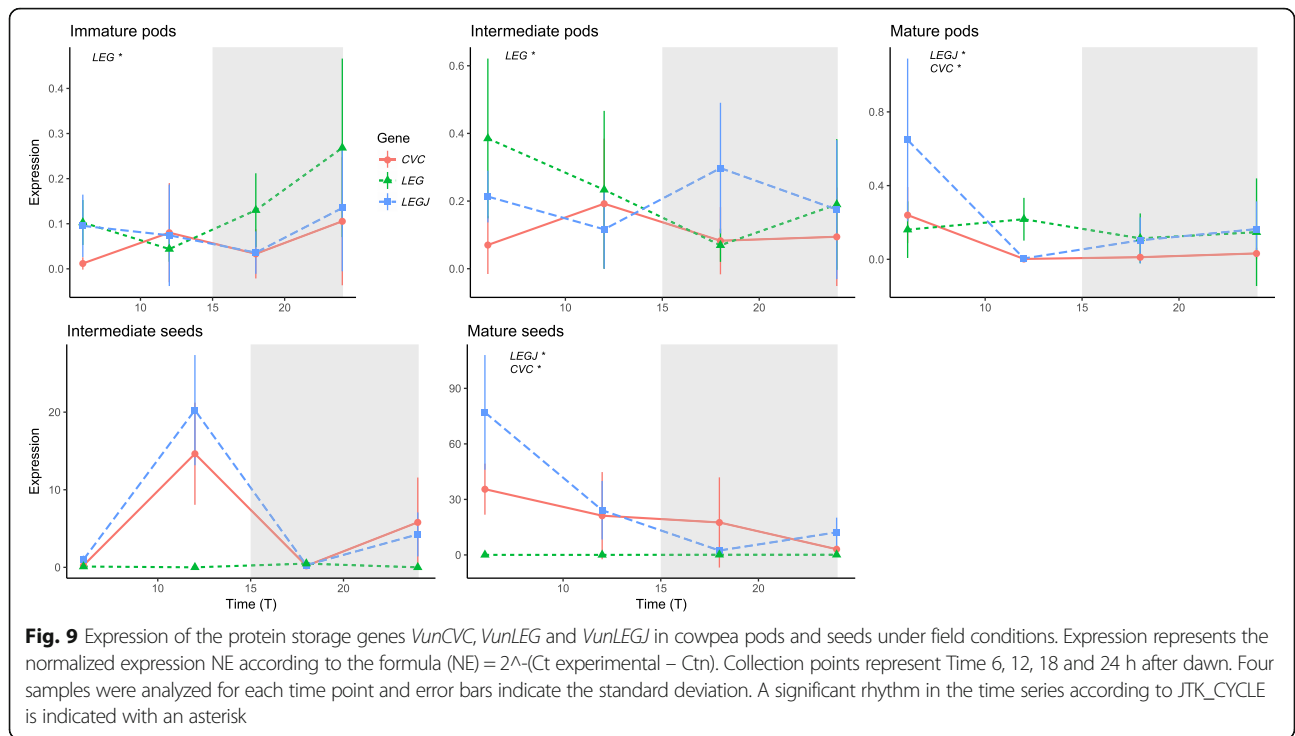 Immature pods
LEG *
0.4
0.3
0.2
0.1
0.0
Expression
10
15
20
Gene
CVC
LEG
LEGJ
Intermediate pods
LEG *
0.6
0.4
0.2
0.0
10
15
20
Mature pods
LEGJ *
CVC *
0.8
0.4
0.0
10
15
20
Intermediate seeds
20
10
0
Expression
10
15
20
Time (T)
Mature seeds
LEGJ *
CVC *
90
60
30
0
10
15
20
Time (T)
Fig. 9 Expression of the protein storage genes VunCVC, VunLEG and VunLEGJ in cowpea pods and seeds under field conditions. Expression represents the
normalized expression NE according to the formula (NE) = 2^-(Ct experimental – Ctn). Collection points represent Time 6, 12, 18 and 24 h after dawn. Four
samples were analyzed for each time point and error bars indicate the standard deviation. A significant rhythm in the time series according to JTK_CYCLE
is indicated with an asterisk